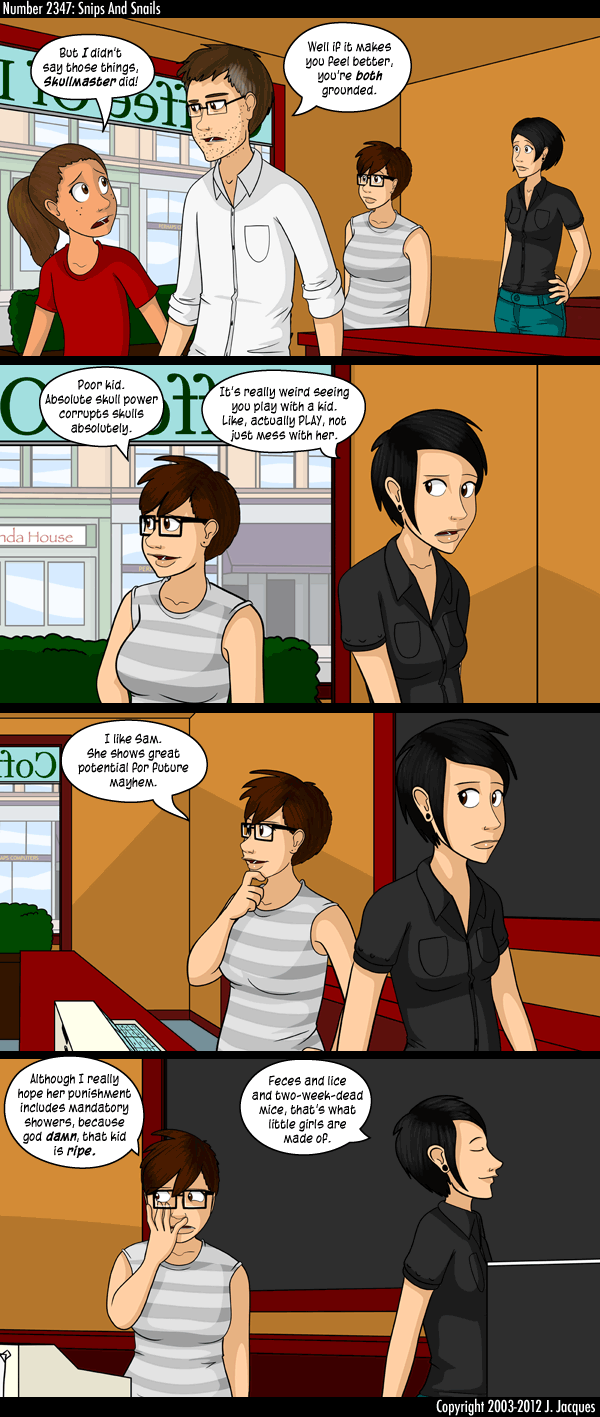 Number 2347: Snips And Snails
But I didn't
say those things,
Skullmaster did!
Well if it makes
you feel better,
you're both
grounded.
Poor kid.
Absolute skull power
corrupts skulls
absolutely.
It's really weird seeing
you play with a kid.
Like, actually PLAY, not
just mess with her.
nda House
I like Sam.
She shows great
potential for future
mayhem.
Cof
COMPUTERS
Although I really
hope her punishment
includes mandatory
showers, because
god damn, that kid
is ripe.
Feces and lice
and two-week-dead
mice, that's what
little girls are
made of.
Copyright 2003-2012 J. Jacques